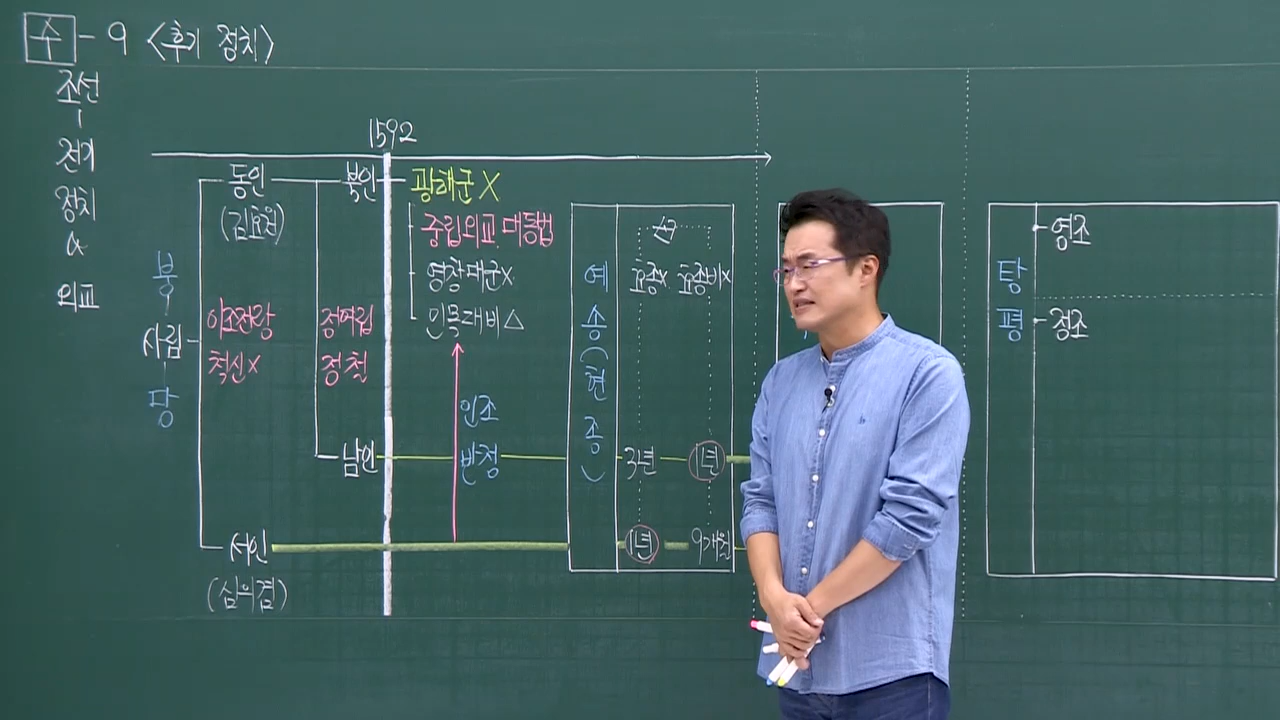 수 - 9 <후기 정치>
조선
전기
정치
&
외교
1592
동인
북인
(김효원)
붕
사림
당
이조전랑
척신X
정여립
정철
남인
서인
(심의겸)
광해군 X
중립외교 대동법
영창대군X
인목대비△
인조
반정
예
송
(현
종)
효종X
효종비X
3년
1년
1년
9개월
탕
평
영조
정조